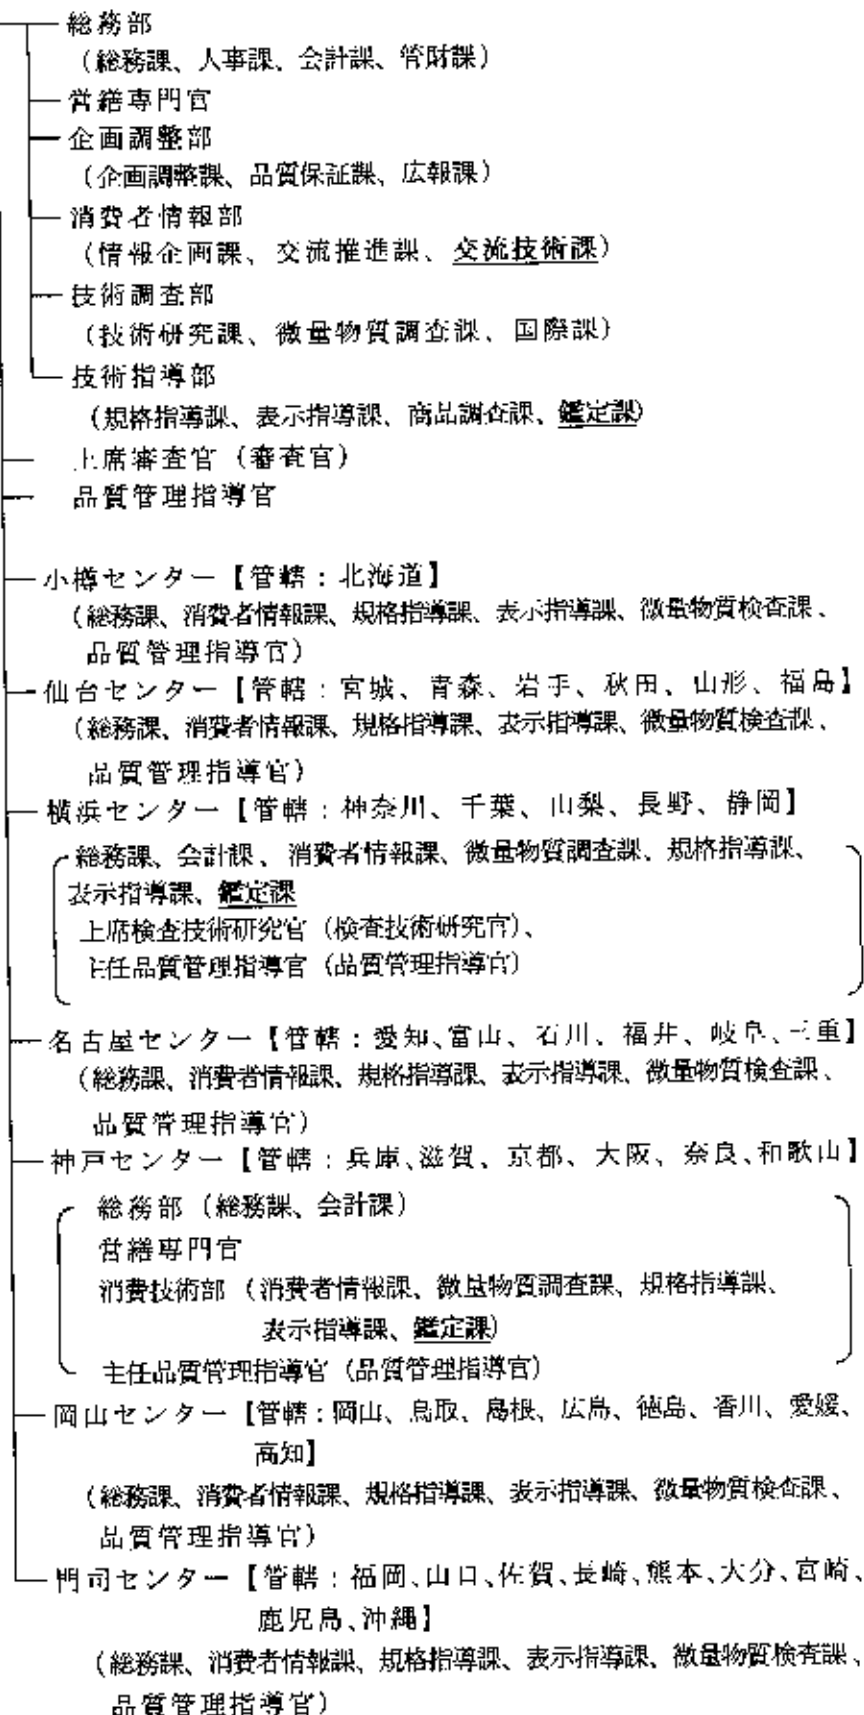 総務部
（総務課、人事課、会計課、管財課）
営繕専門官
企画調整部
（企画調整課、品質保証課、広報課）
消費者情報部
（情報企画課、交流推進課、交流技術課）
技術調査部
（技術研究課、微量物質調査課、国際課）
技術指導部
（規格指導課、表示指導課、商品調査課、鑑定課）
上席審査官（審査官）
品質管理指導官
小樽センター【管轄：北海道】
（総務課、消費者情報課、規格指導課、表示指導課、微量物質検査課、
品質管理指導官）
仙台センター【管轄：宮城、青森、岩手、秋田、山形、福島】
（総務課、消費者情報課、規格指導課、表示指導課、微量物質検査課、
品質管理指導官）
横浜センター【管轄：神奈川、千葉、山梨、長野、静岡】
総務課、会計課、消費者情報課、微量物質調査課、規格指導課、
表示指導課、鑑定課
上席検査技術研究官（検査技術研究官）、
主任品質管理指導官（品質管理指導官）
名古屋センター【管轄：愛知、富山、石川、福井、岐阜、三重】
（総務課、消費者情報課、規格指導課、表示指導課、微量物質検査課、
品質管理指導官）
神戸センター【管轄：兵庫、滋賀、京都、大阪、奈良、和歌山】
総務部（総務課、会計課）
営繕専門官
消費技術部（消費者情報課、微量物質調査課、規格指導課、
表示指導課、鑑定課）
主任品質管理指導官（品質管理指導官）
岡山センター【管轄：岡山、鳥取、島根、広島、徳島、香川、愛媛、
高知】
（総務課、消費者情報課、規格指導課、表示指導課、微量物質検査課、
品質管理指導官）
門司センター【管轄：福岡、山口、佐賀、長崎、熊本、大分、宮崎、
鹿児島、沖縄】
（総務課、消費者情報課、規格指導課、表示指導課、微量物質検査課、
品質管理指導官）